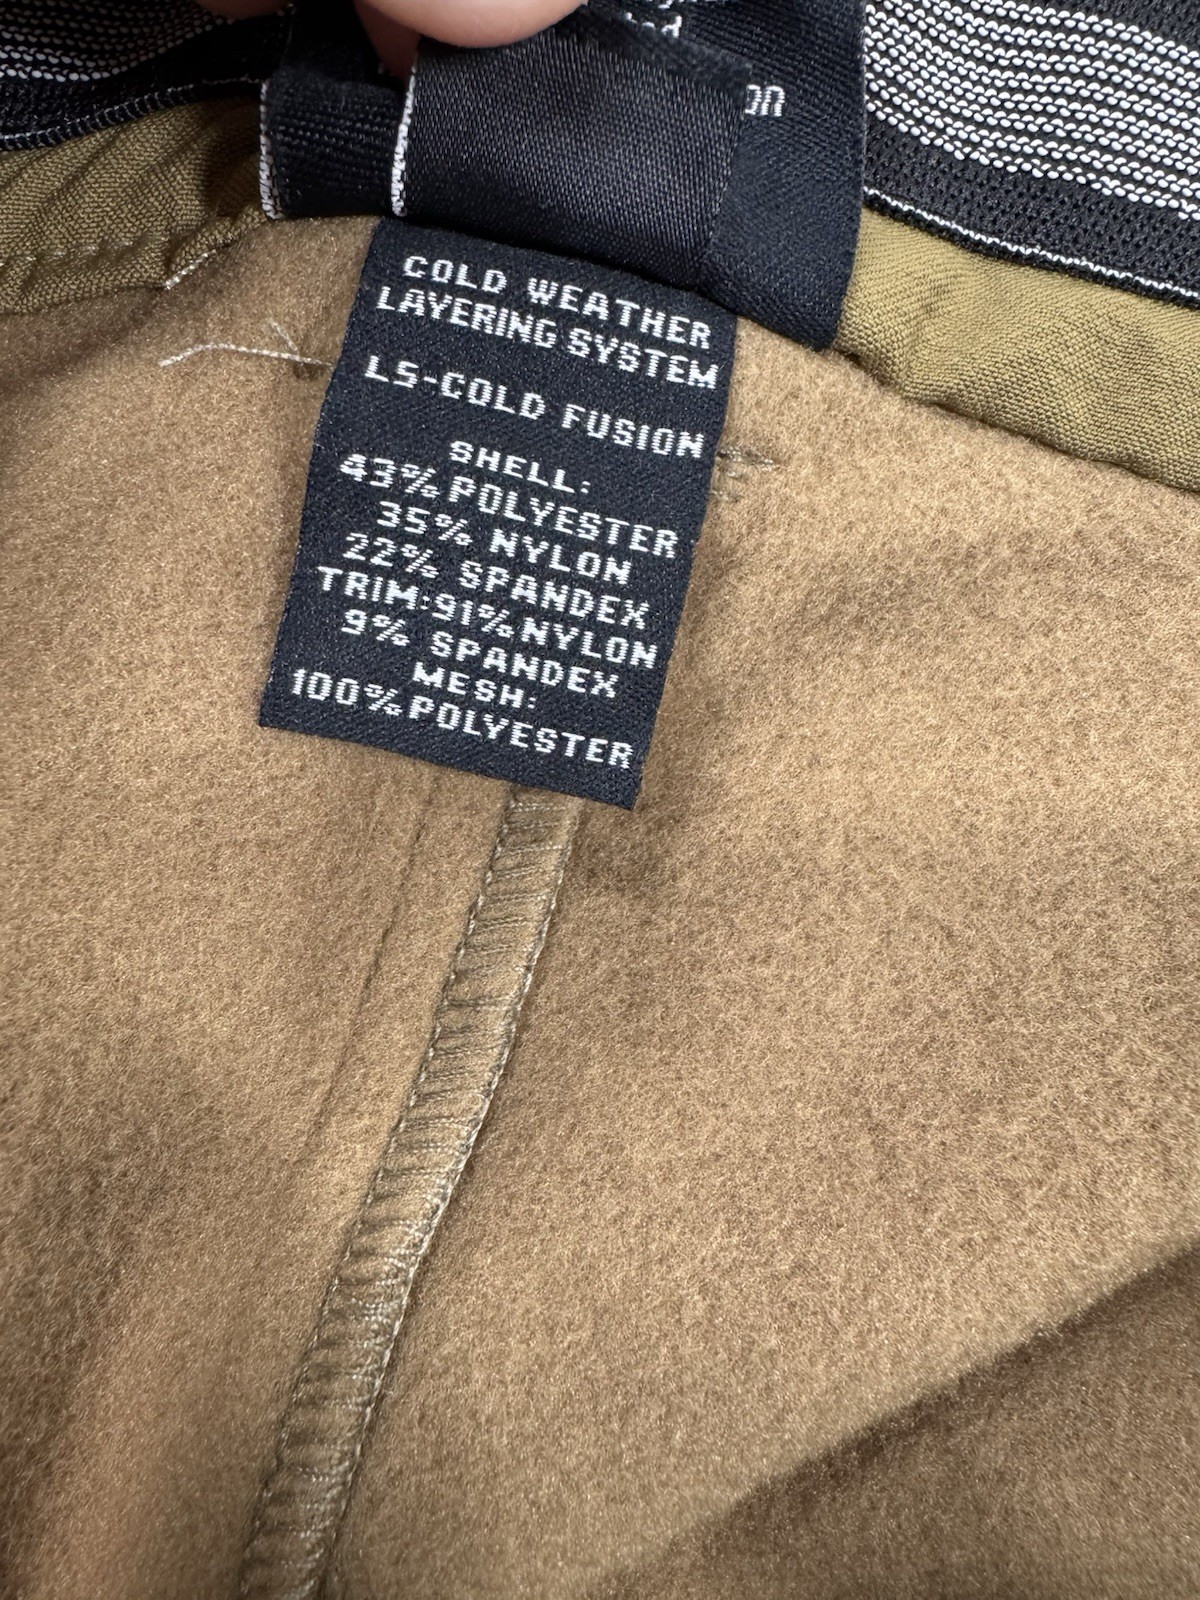 COLD WEATHER
LAYERING SYSTEM
L5-COLD FUSION
SHELL:
43% POLYESTER
35% NYLON
22% SPANDEX
TRIM:91% NYLON
9% SPANDEX
MESH:
100% POLYESTER